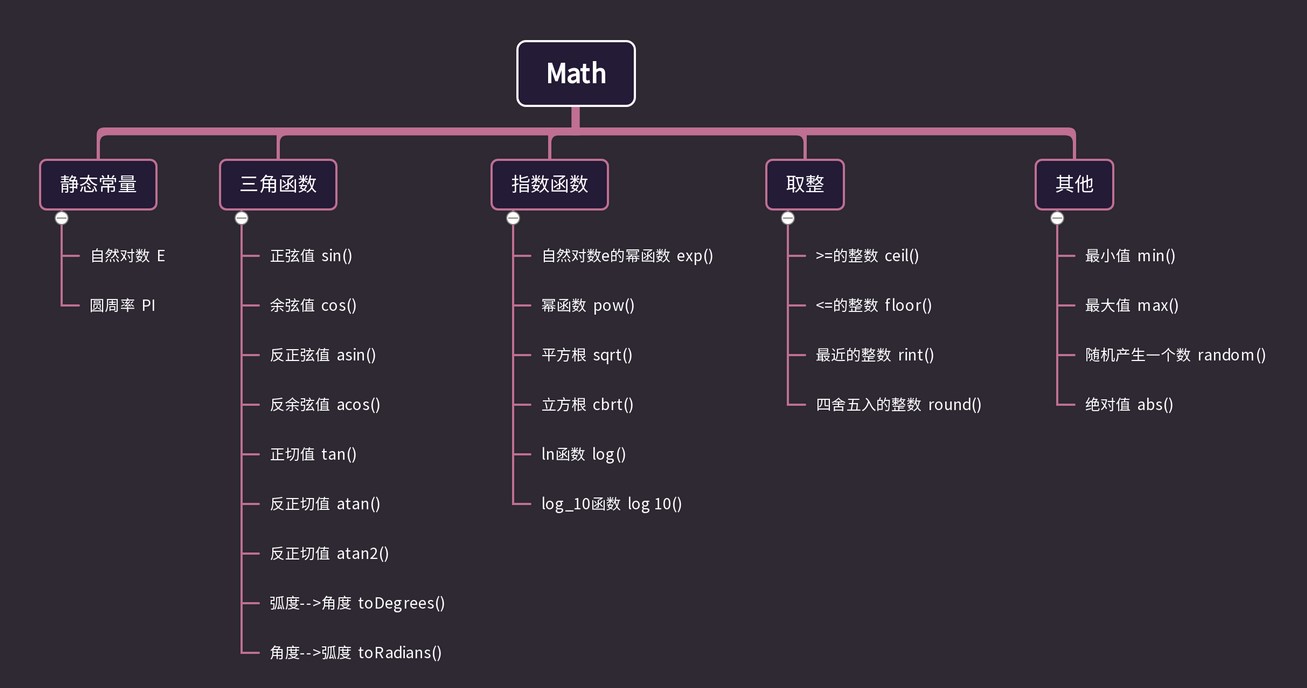 Math
静态常量
自然对数 E
圆周率 PI
三角函数
正弦值 sin()
余弦值 cos()
反正弦值 asin()
反余弦值 acos()
正切值 tan()
反正切值 atan()
反正切值 atan2()
弧度-->角度 toDegrees()
角度-->弧度 toRadians()
指数函数
自然对数e的幂函数 exp()
幂函数 pow()
平方根 sqrt()
立方根 cbrt()
ln函数 log()
log_10函数 log 10()
取整
>=的整数 ceil()
<=的整数 floor()
最近的整数 rint()
四舍五入的整数 round()
其他
最小值 min()
最大值 max()
随机产生一个数 random()
绝对值 abs()